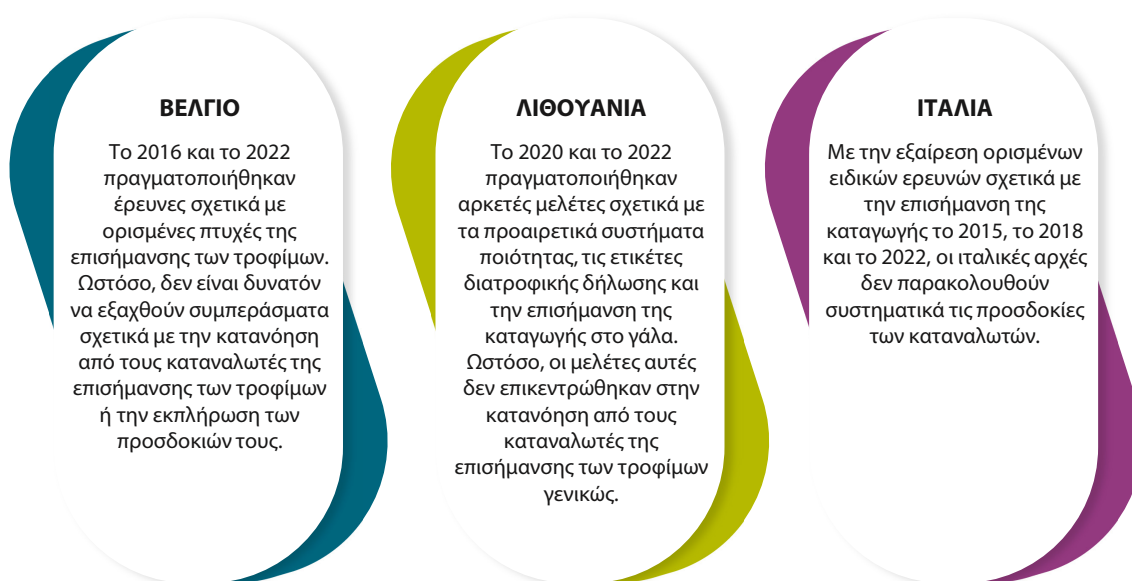 ΒΕΛΓΙΟ
Το 2016 και το 2022
πραγματοποιήθηκαν
έρευνες σχετικά με
ορισμένες πτυχές της
επισήμανσης των τροφίμων.
Ωστόσο, δεν είναι δυνατόν
να εξαχθούν συμπεράσματα
σχετικά με την κατανόηση
από τους καταναλωτές της
επισήμανσης των τροφίμων
ή την εκπλήρωση των
προσδοκιών τους.
ΛΙΘΟΥΑΝΙΑ
Το 2020 και το 2022
πραγματοποιήθηκαν
αρκετές μελέτες σχετικά με
τα προαιρετικά συστήματα
ποιότητας, τις ετικέτες
διατροφικής δήλωσης και
την επισήμανση της
καταγωγής στο γάλα.
Ωστόσο, οι μελέτες αυτές
δεν επικεντρώθηκαν στην
κατανόηση από τους
καταναλωτές της
επισήμανσης των τροφίμων
γενικώς.
ΙΤΑΛΙΑ
Με την εξαίρεση ορισμένων
ειδικών ερευνών σχετικά με
την επισήμανση της
καταγωγής το 2015, το 2018
και το 2022, οι ιταλικές αρχές
δεν παρακολουθούν
συστηματικά τις προσδοκίες
των καταναλωτών.